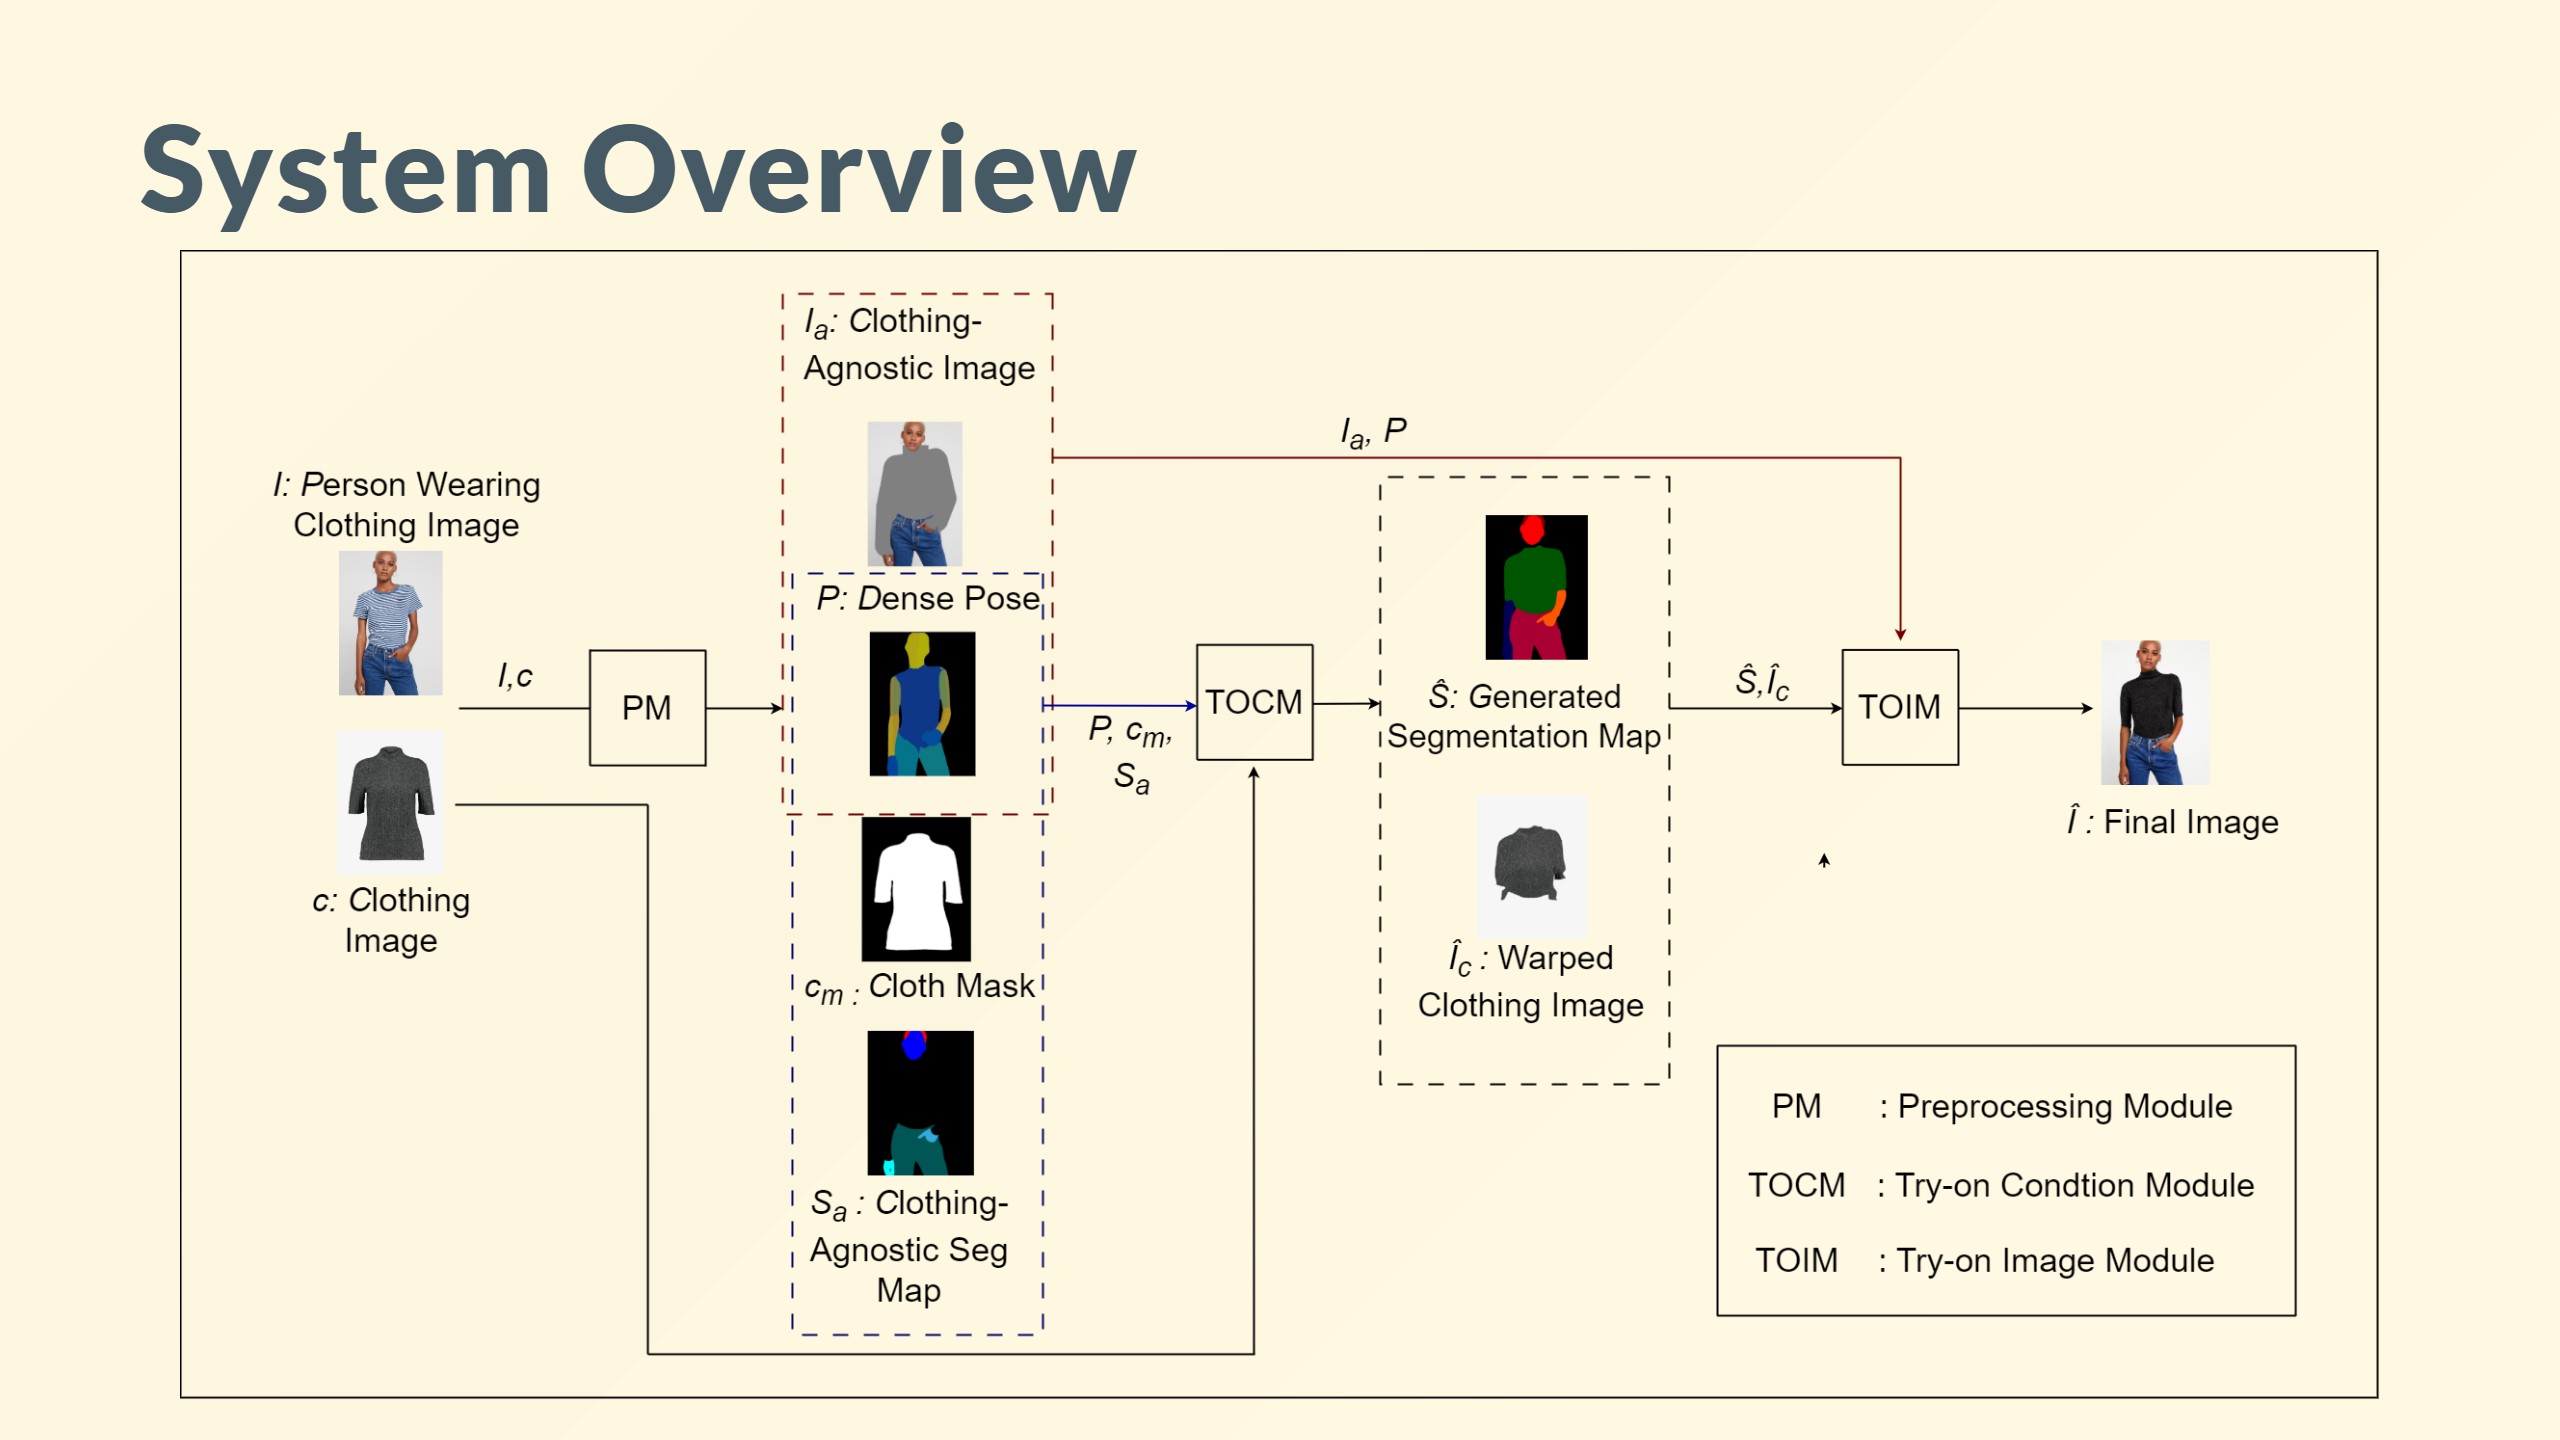 System Overview
I: Person Wearing
Clothing Image
I,c
c: Clothing
Image
PM
Ia: Clothing-
Agnostic Image
P: Dense Pose
cm : Cloth Mask
Sa : Clothing-
Agnostic Seg
Map
Ia, P
P, cm,
Sa
TOCM
Ŝ: Generated
Segmentation Map
Îc : Warped
Clothing Image
Ŝ,Îc
TOIM
Î : Final Image
PM : Preprocessing Module
TOCM : Try-on Condtion Module
TOIM : Try-on Image Module